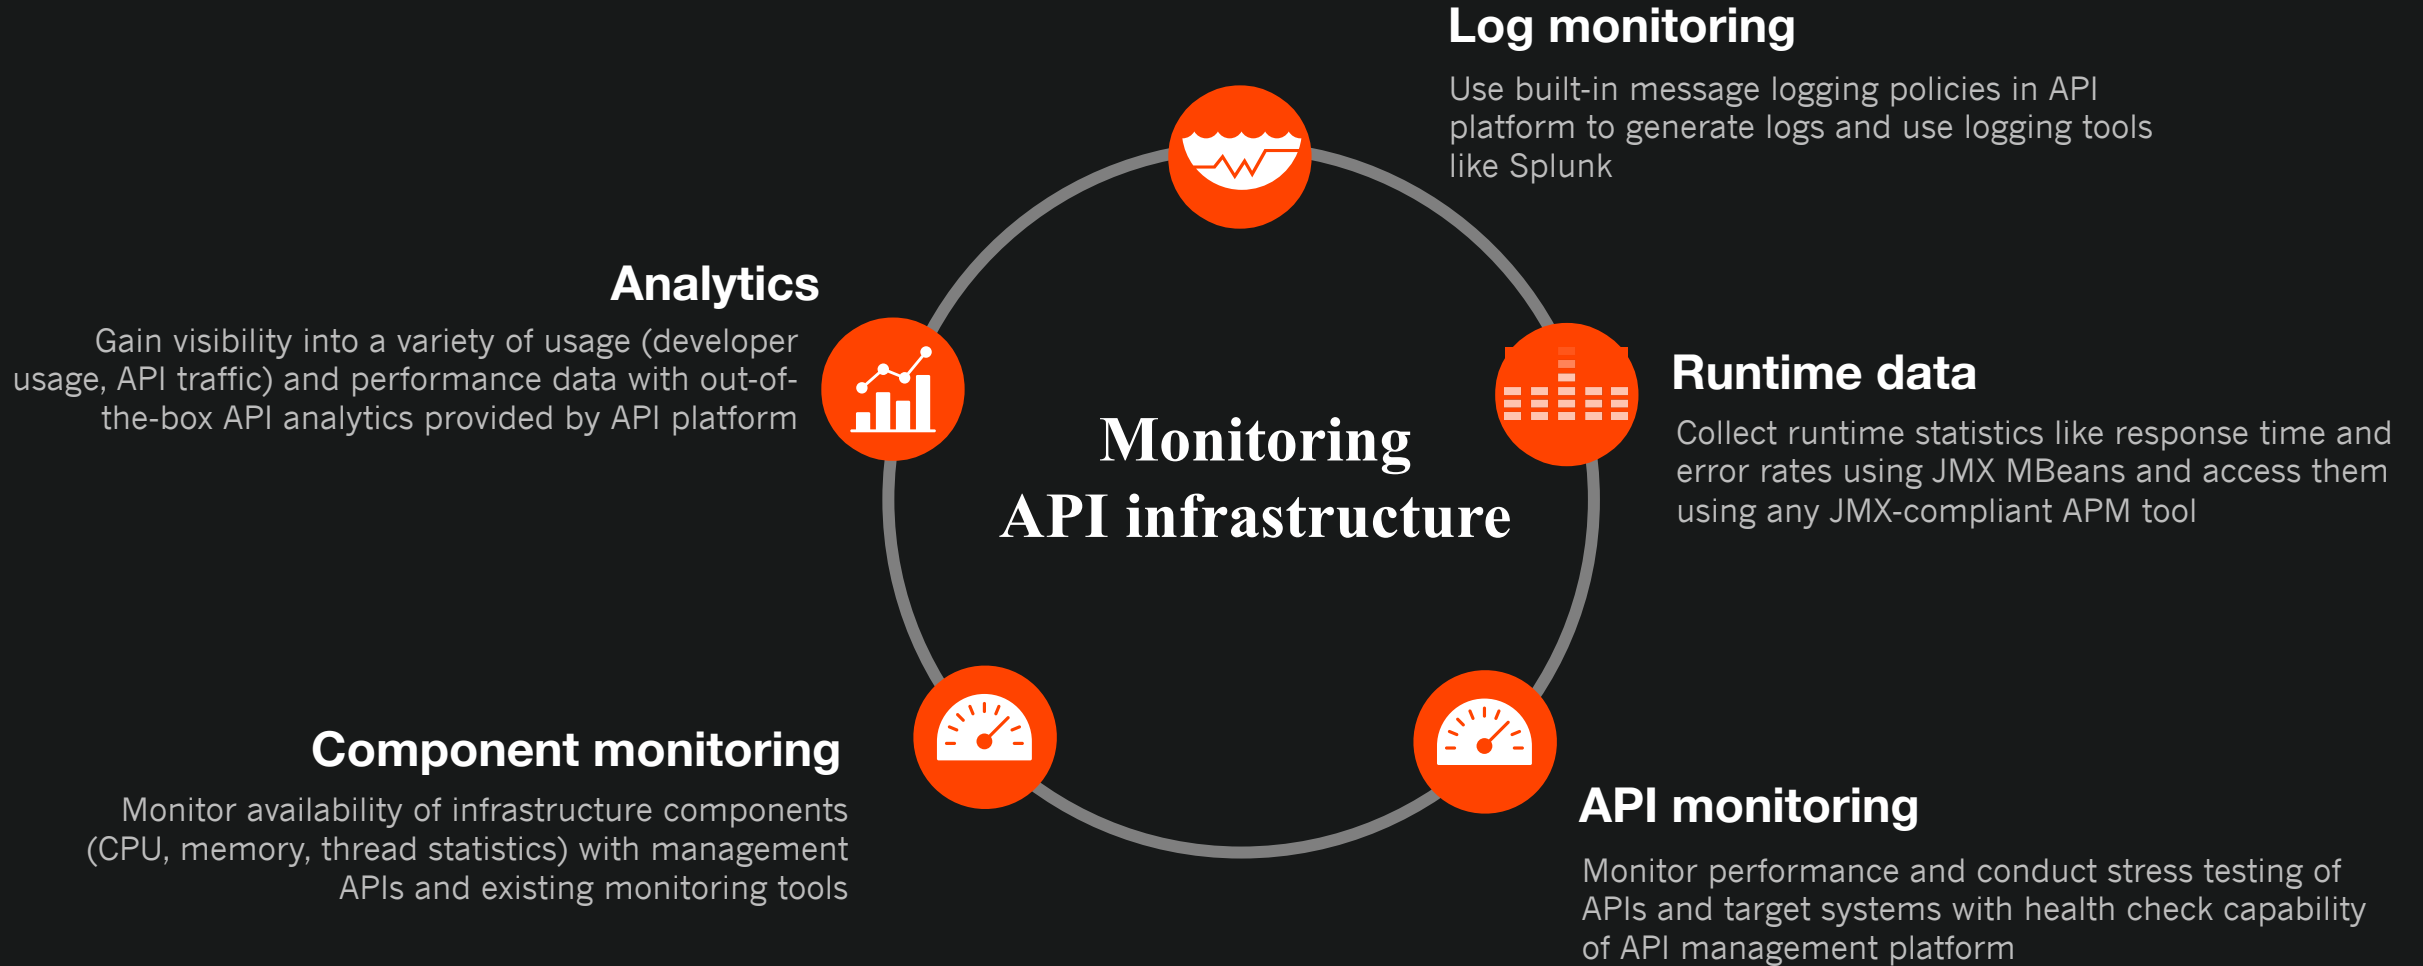 Log monitoring
Use built-in message logging policies in API
platform to generate logs and use logging tools
like Splunk
Analytics
Gain visibility into a variety of usage (developer
usage, API traffic) and performance data with out-of-
the-box API analytics provided by API platform
Runtime data
Collect runtime statistics like response time and
error rates using JMX MBeans and access them
using any JMX-compliant APM tool
Monitoring
API infrastructure
Component monitoring
Monitor availability of infrastructure components
(CPU, memory, thread statistics) with management
APIs and existing monitoring tools
API monitoring
Monitor performance and conduct stress testing of
APIs and target systems with health check capability
of API management platform